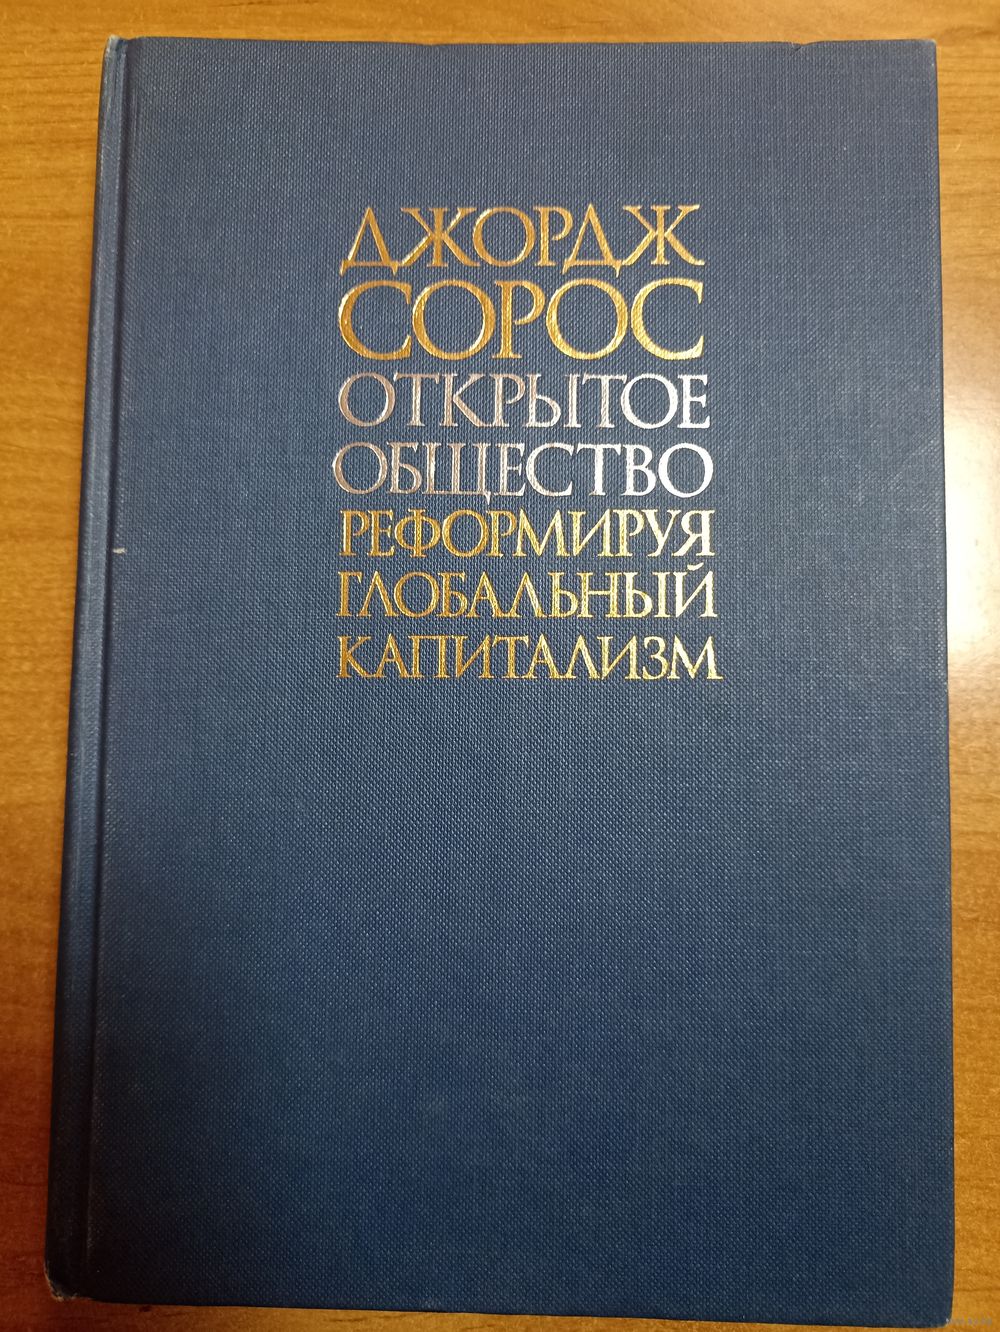 ДЖОРДЖ
СОРОС
ОТКРЫТОЕ
ОБЩЕСТВО
РЕФОРМИРУЯ
ГЛОБАЛЬНЫЙ
КАПИТАЛИЗМ